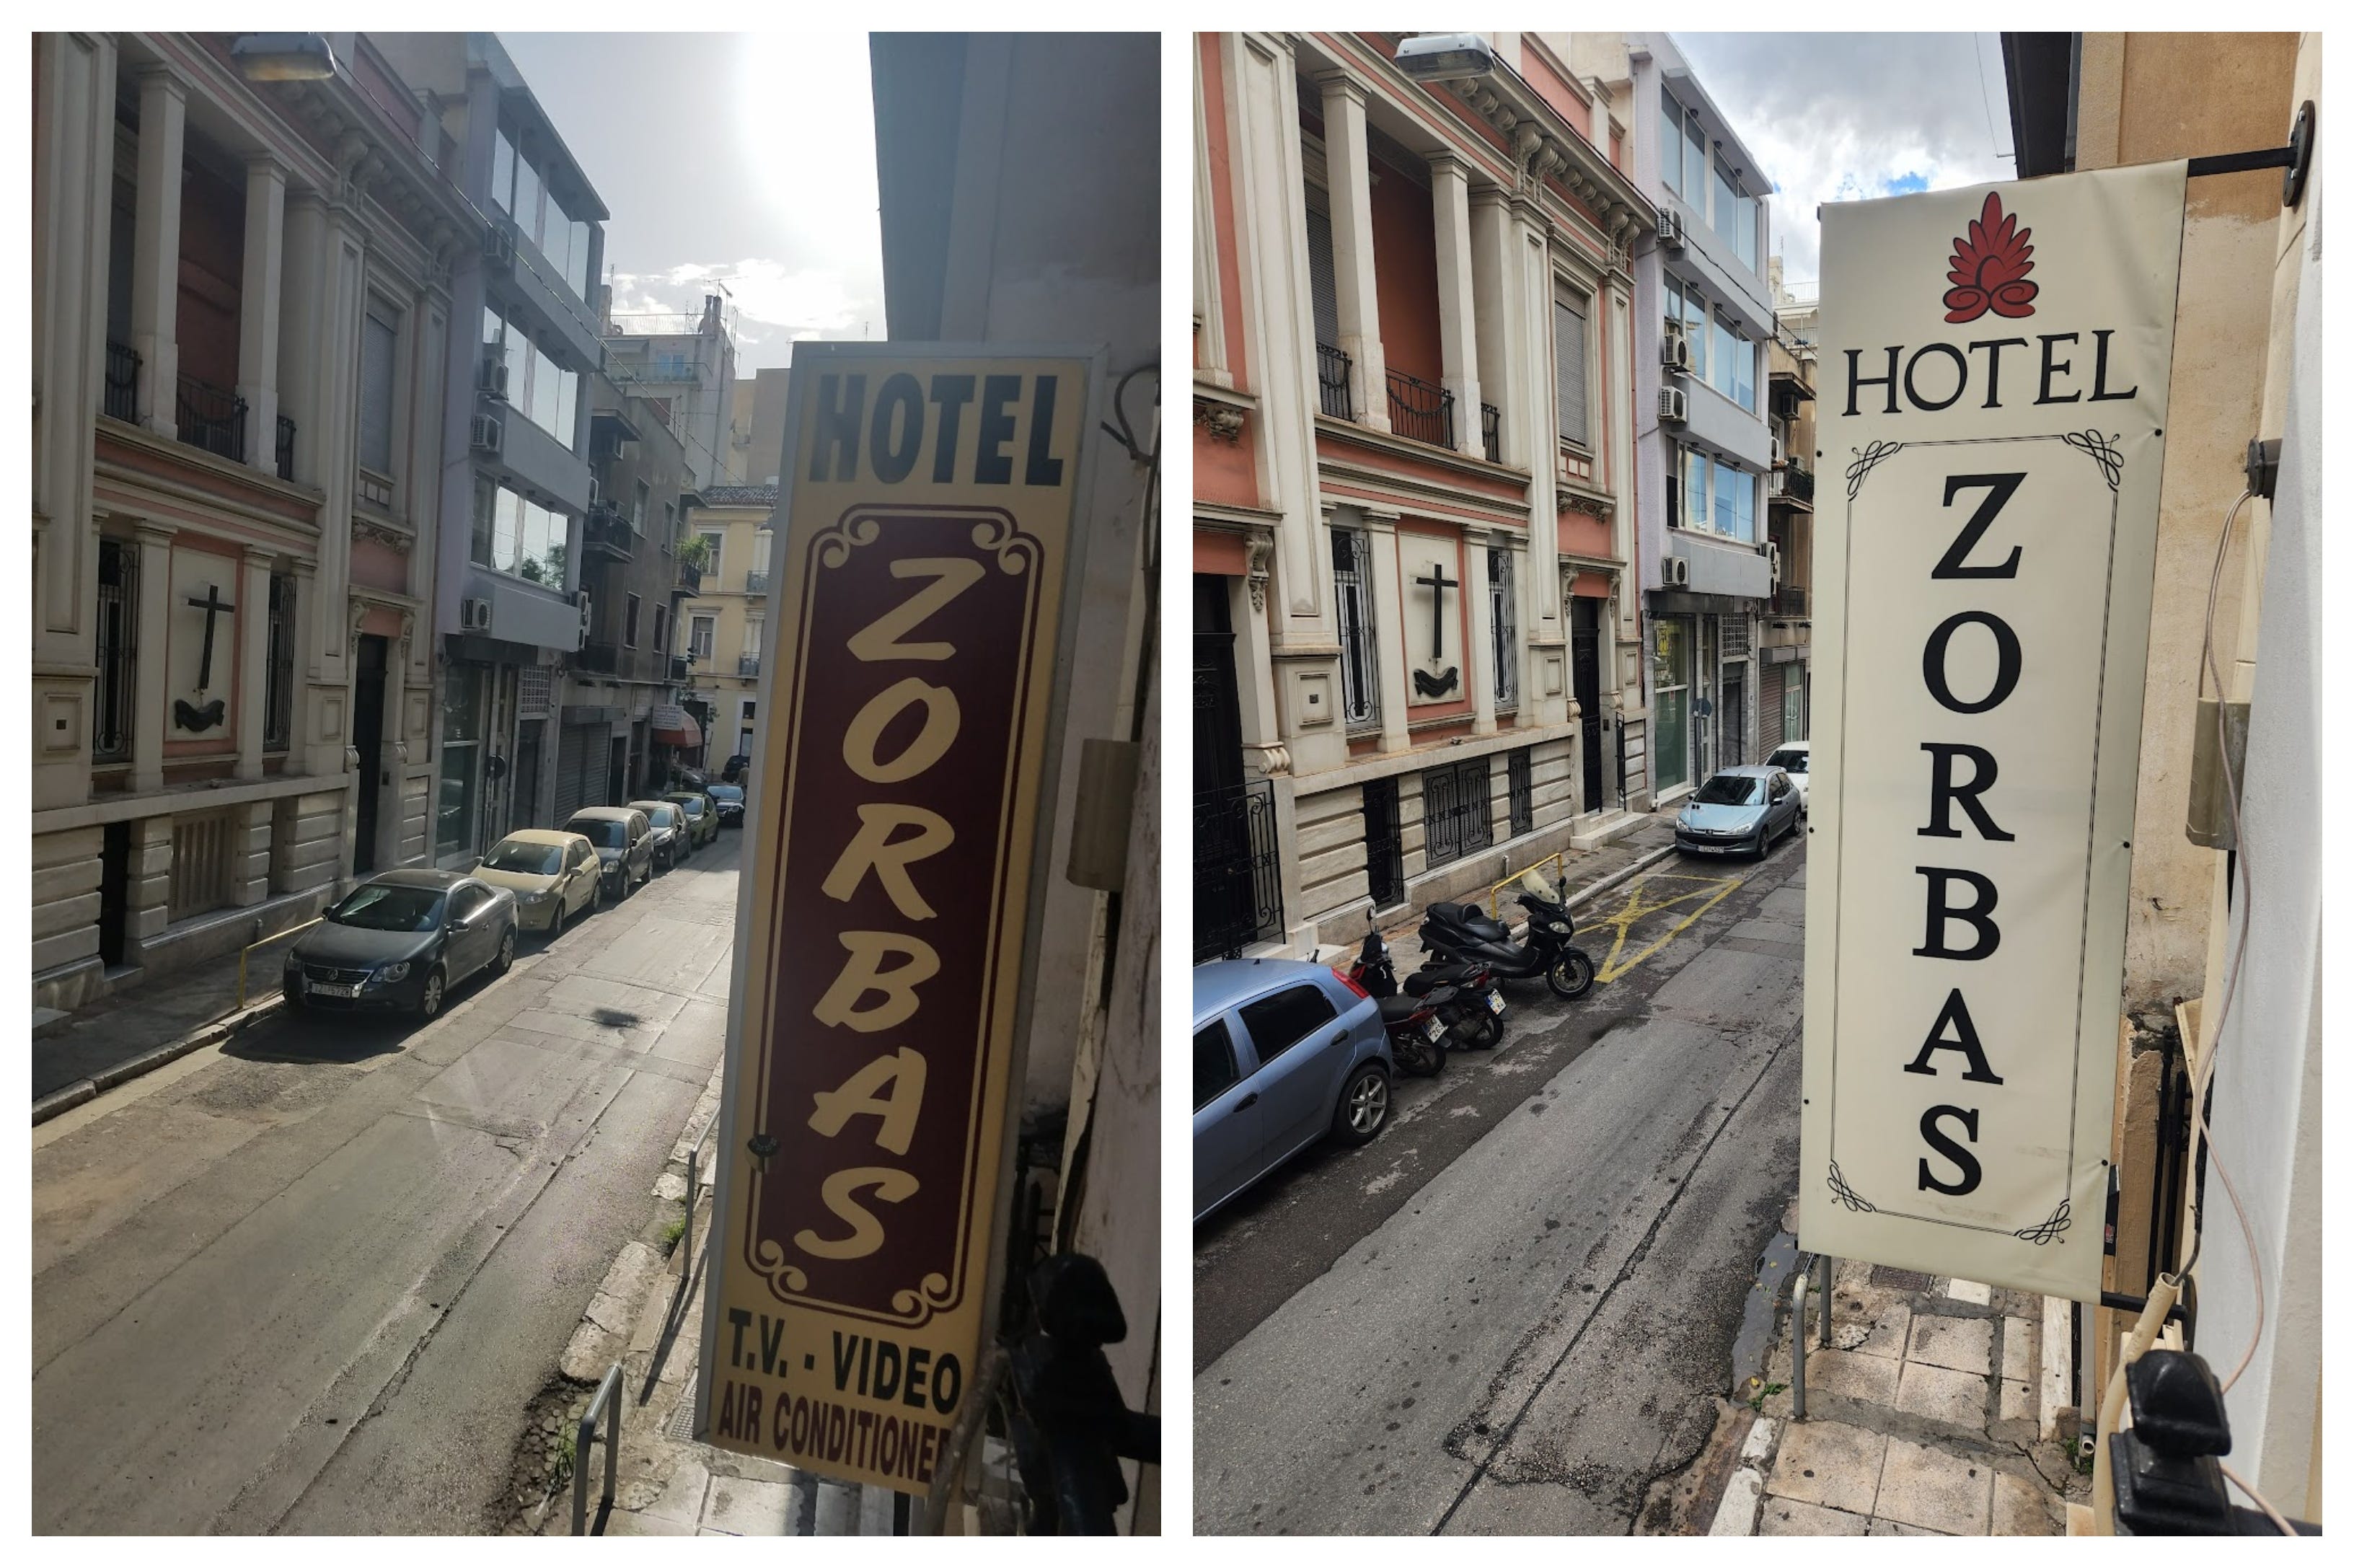 HOTEL
ZORBAS
T.V. · VIDEO
AIR CONDITIONED
HOTEL
ZORBAS